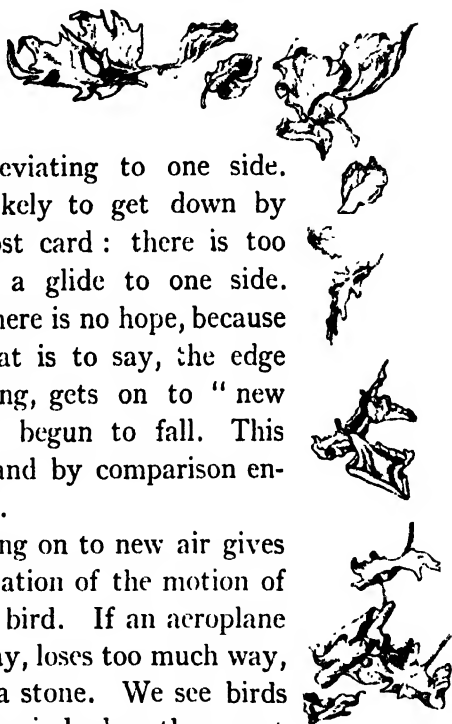 eviating to one side.
kely to get down by
st card : there is too
a glide to one side.
here is no hope, because
at is to say, the edge
ng, gets on to “ new
begun to fall. This
and by comparison en-
.
ng on to new air gives
ation of the motion of
bird. If an aeroplane
ay, loses too much way,
a stone. We see birds